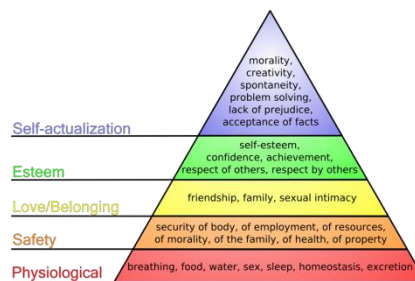 morality,
creativity,
spontaneity,
problem solving,
lack of prejudice,
acceptance of facts
Self-actualization
self-esteem,
confidence, achievement,
respect of others, respect by others
Esteem
friendship, family, sexual intimacy
Love/Belonging
security of body, of employment, of resources,
of morality, of the family, of health, of property
Safety
breathing, food, water, sex, sleep, homeostasis, excretion
Physiological